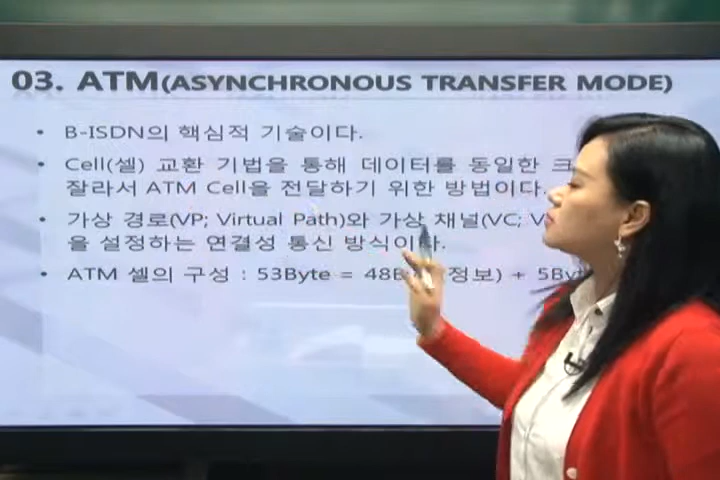 03. ATM(ASYNCHRONOUS TRANSFER MODE)
• B-ISDN의 핵심적 기술이다.
• Cell(셀) 교환 기법을 통해 데이터를 동일한
잘라서 ATM Cell을 전달하기 위한 방법이다.
• 가상 경로(VP; Virtual Path)와 가상 채널(VC;
을 설정하는 연결성 통신 방식이다.
• ATM 셀의 구성 : 53Byte = 정보) +